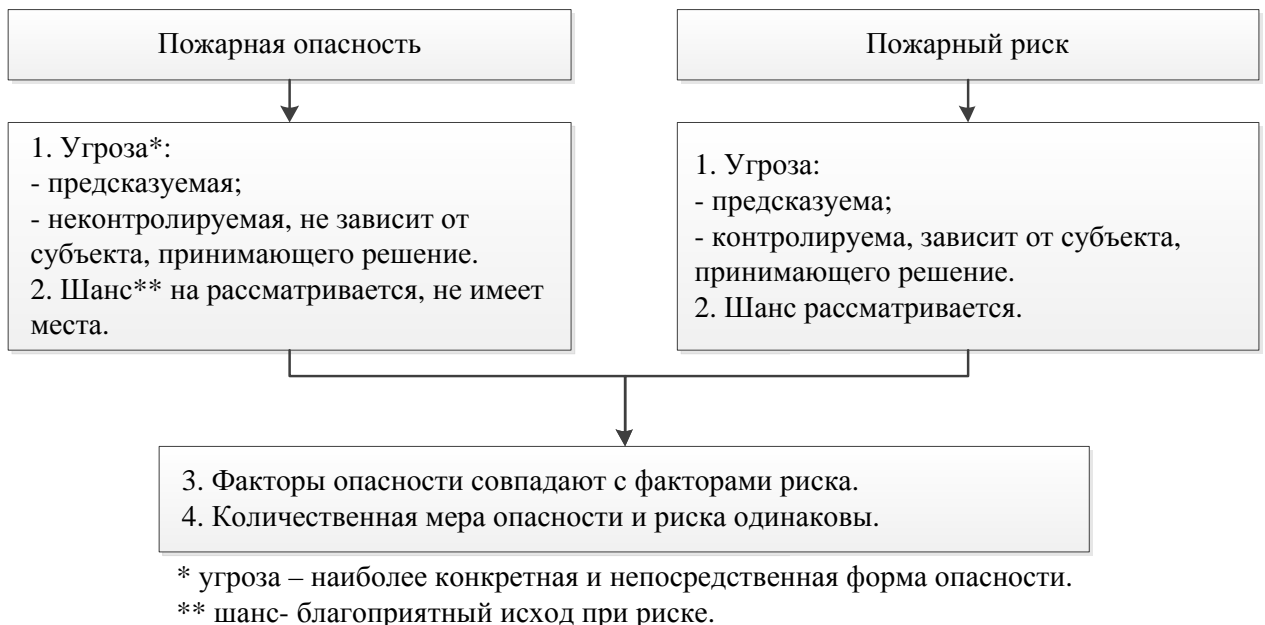 Пожарная опасность
Пожарный риск
1. Угроза*:
- предсказуемая;
- неконтролируемая, не зависит от
субъекта, принимающего решение.
2. Шанс** на рассматривается, не имеет
места.
1. Угроза:
- предсказуема;
- контролируема, зависит от субъекта,
принимающего решение.
2. Шанс рассматривается.
3. Факторы опасности совпадают с факторами риска.
4. Количественная мера опасности и риска одинаковы.
* угроза – наиболее конкретная и непосредственная форма опасности.
** шанс- благоприятный исход при риске.